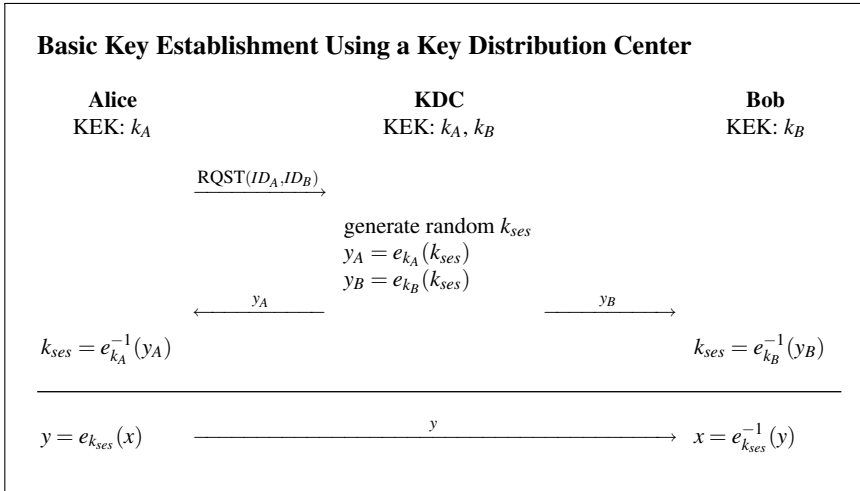 Basic Key Establishment Using a Key Distribution Center
Alice KDC Bob
KEK: k_A KEK: k_A, k_B KEK: k_B
RQST(ID_A,ID_B)
generate random k_ses
y_A = e_{k_A}(k_ses)
y_B = e_{k_B}(k_ses)
y_A y_B
k_ses = e_{k_A}^{-1}(y_A) k_ses = e_{k_B}^{-1}(y_B)
y
y = e_{k_ses}(x) x = e_{k_ses}^{-1}(y)